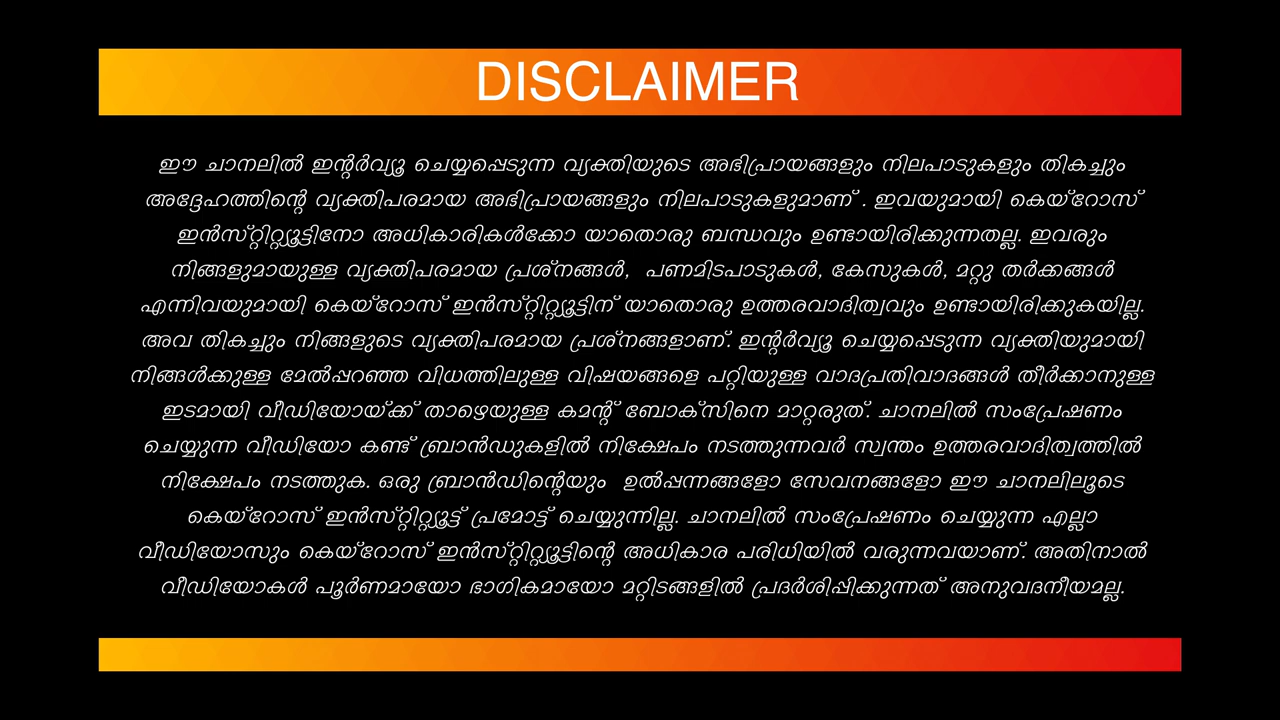 DISCLAIMER
ഈ ചാനലിൽ ഇന്റർവ്യൂ ചെയ്യപ്പെടുന്ന വ്യക്തിയുടെ അഭിപ്രായങ്ങളും നിലപാടുകളും തികച്ചും
അദ്ദേഹത്തിന്റെ വ്യക്തിപരമായ അഭിപ്രായങ്ങളും നിലപാടുകളുമാണ് . ഇവയുമായി കെയ്റോസ്
ഇൻസ്റ്റിറ്റ്യൂട്ടിനോ അധികാരികൾക്കോ യാതൊരു ബന്ധവും ഉണ്ടായിരിക്കുന്നതല്ല. ഇവരും
നിങ്ങളുമായുള്ള വ്യക്തിപരമായ പ്രശ്നങ്ങൾ, പണമിടപാടുകൾ, കേസുകൾ, മറ്റു തർക്കങ്ങൾ
എന്നിവയുമായി കെയ്റോസ് ഇൻസ്റ്റിറ്റ്യൂട്ടിന് യാതൊരു ഉത്തരവാദിത്വവും ഉണ്ടായിരിക്കുകയില്ല.
അവ തികച്ചും നിങ്ങളുടെ വ്യക്തിപരമായ പ്രശ്നങ്ങളാണ്. ഇന്റർവ്യൂ ചെയ്യപ്പെടുന്ന വ്യക്തിയുമായി
നിങ്ങൾക്കുള്ള മേൽപ്പറഞ്ഞ വിധത്തിലുള്ള വിഷയങ്ങളെ പറ്റിയുള്ള വാദപ്രതിവാദങ്ങൾ തീർക്കാനുള്ള
ഇടമായി വീഡിയോയ്ക്ക് താഴെയുള്ള കമന്റ് ബോക്സിനെ മാറ്റരുത്. ചാനലിൽ സംപ്രേഷണം
ചെയ്യുന്ന വീഡിയോ കണ്ട് ബ്രാൻഡുകളിൽ നിക്ഷേപം നടത്തുന്നവർ സ്വന്തം ഉത്തരവാദിത്വത്തിൽ
നിക്ഷേപം നടത്തുക. ഒരു ബ്രാൻഡിന്റെയും ഉൽപ്പന്നങ്ങളോ സേവനങ്ങളോ ഈ ചാനലിലൂടെ
കെയ്റോസ് ഇൻസ്റ്റിറ്റ്യൂട്ട് പ്രമോട്ട് ചെയ്യുന്നില്ല. ചാനലിൽ സംപ്രേഷണം ചെയ്യുന്ന എല്ലാ
വീഡിയോസും കെയ്റോസ് ഇൻസ്റ്റിറ്റ്യൂട്ടിന്റെ അധികാര പരിധിയിൽ വരുന്നവയാണ്. അതിനാൽ
വീഡിയോകൾ പൂർണമായോ ഭാഗികമായോ മറ്റിടങ്ങളിൽ പ്രദർശിപ്പിക്കുന്നത് അനുവദനീയമല്ല.